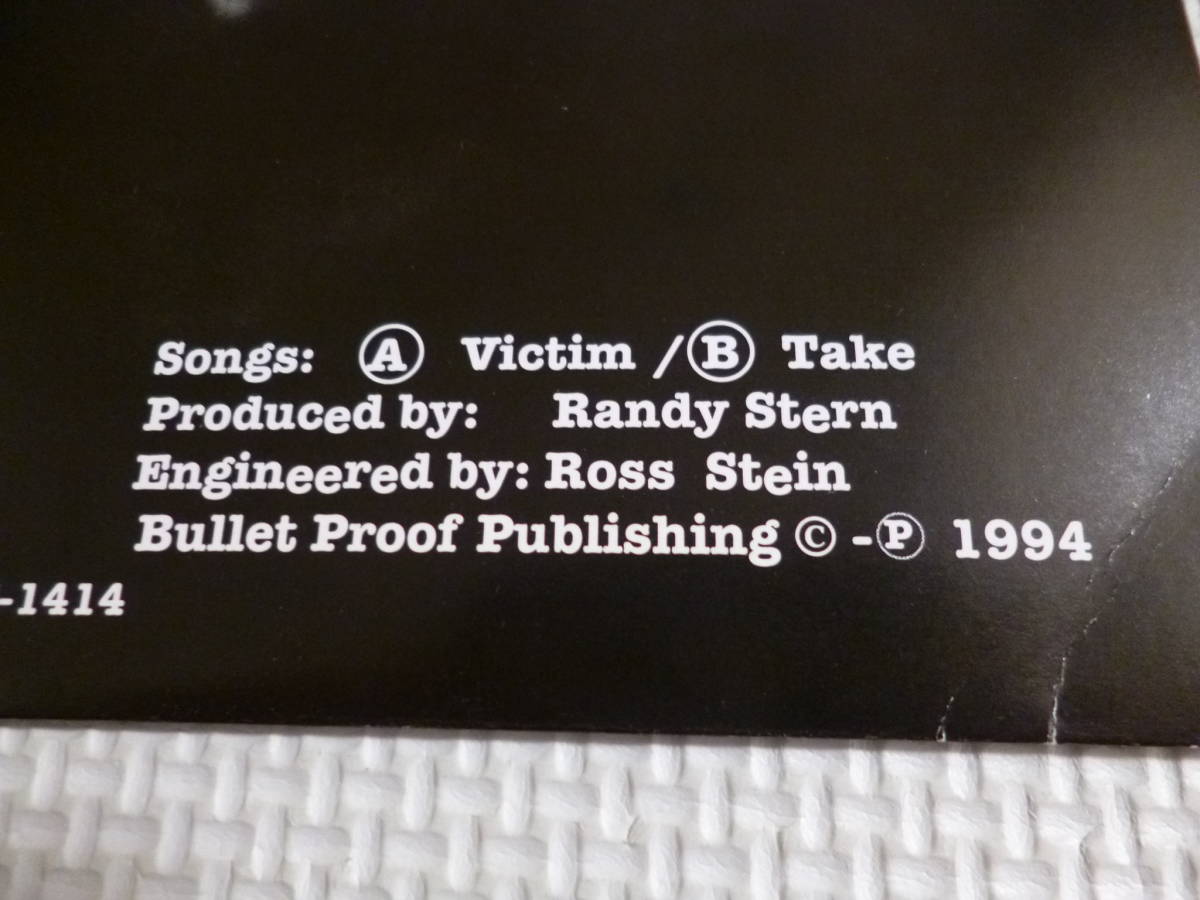 Songs: Ⓐ Victim / Ⓑ Take
Produced by: Randy Stern
Engineered by: Ross Stein
Bullet Proof Publishing © - Ⓟ 1994
-1414